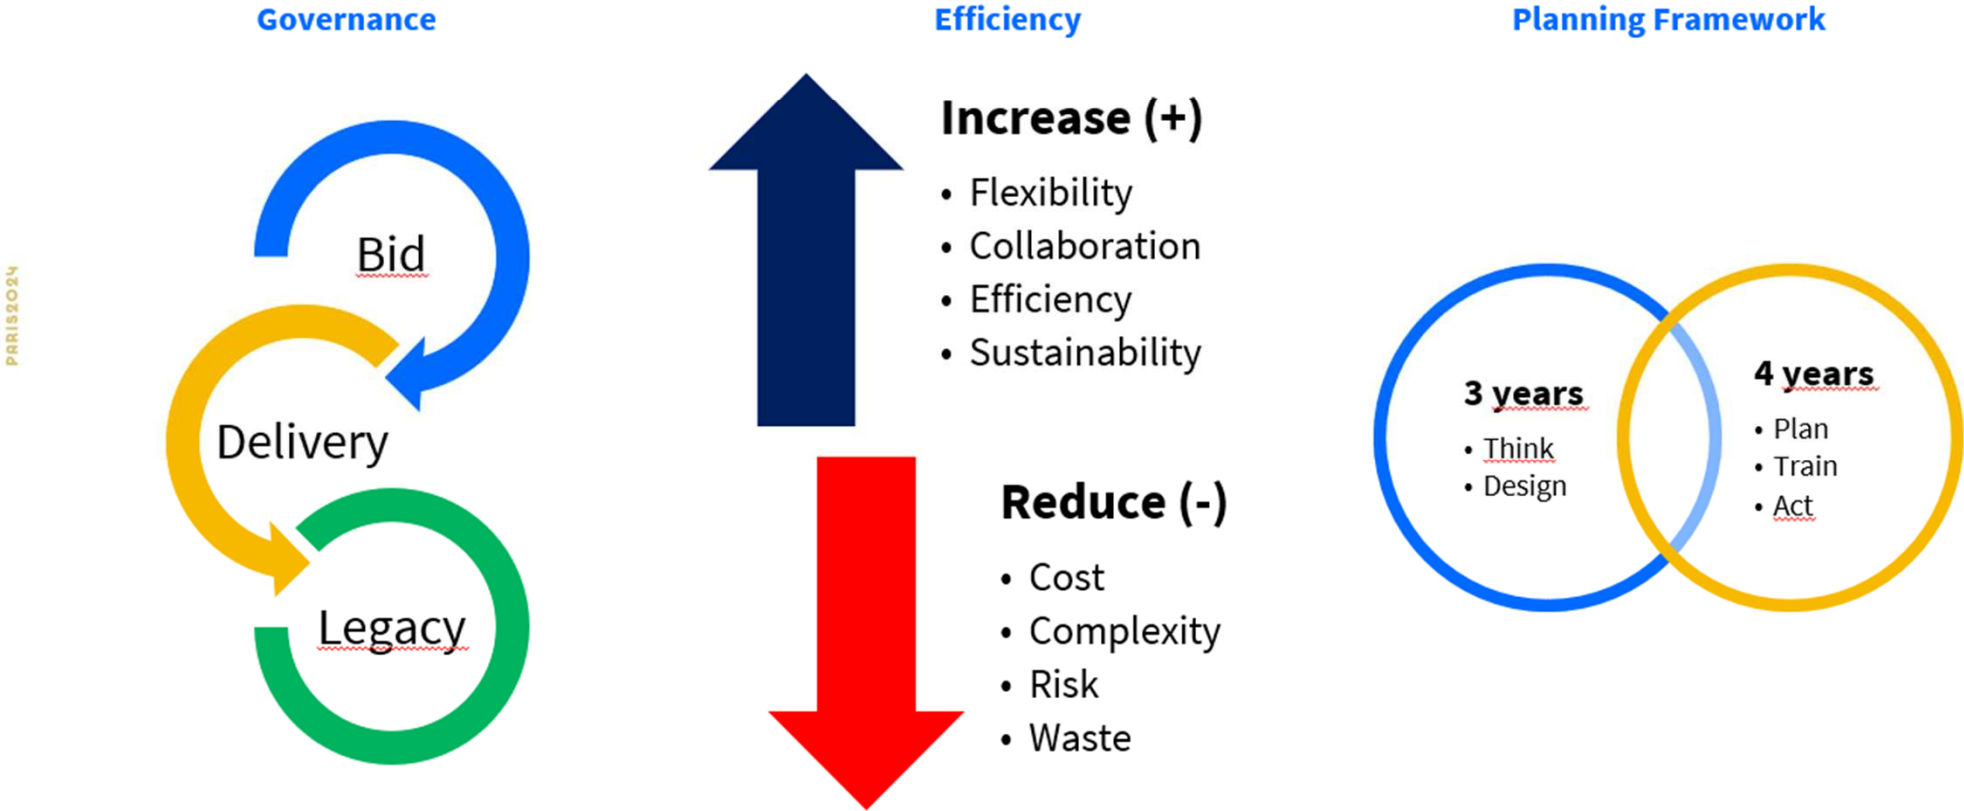 Governance
Bid
Delivery
Legacy
Efficiency
Increase (+)
• Flexibility
• Collaboration
• Efficiency
• Sustainability
Reduce (-)
• Cost
• Complexity
• Risk
• Waste
Planning Framework
3 years
• Think
• Design
4 years
• Plan
• Train
• Act
PARIS2024